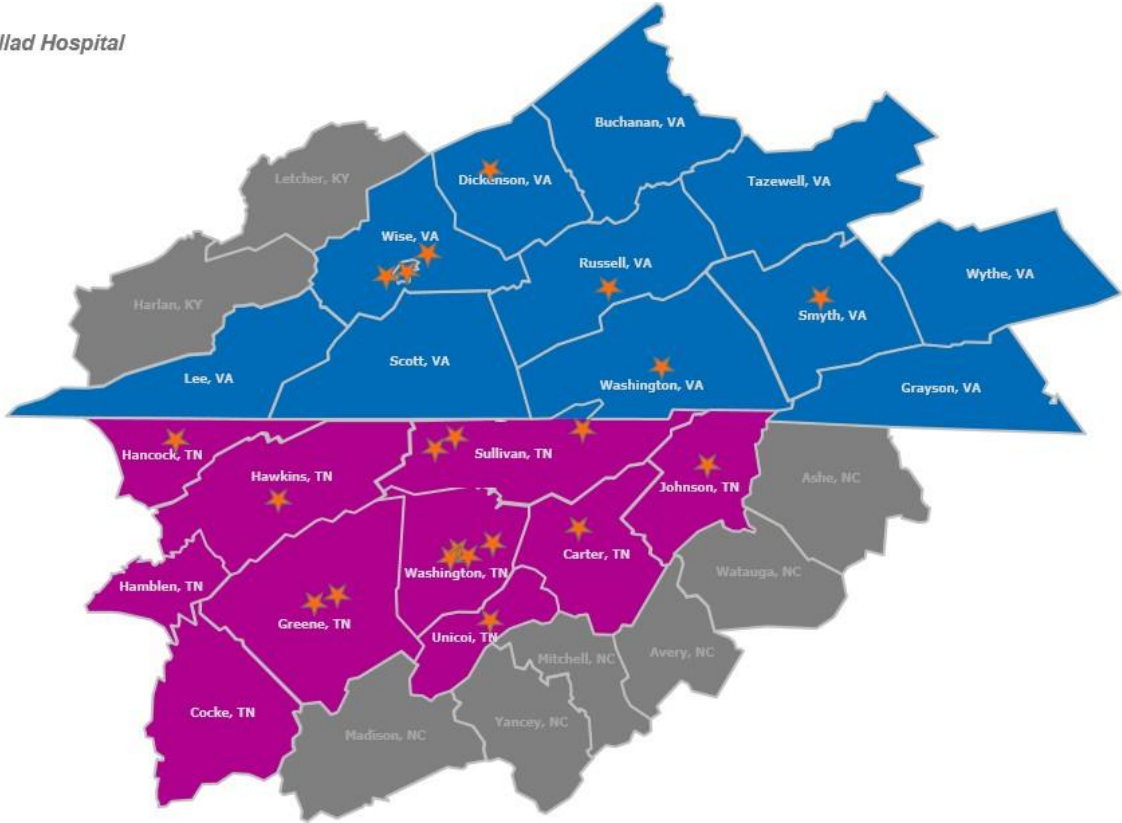 llad Hospital
Buchanan, VA
Letcher, KY
Dickenson, VA
Tazewell, VA
Wise, VA
Russell, VA
Wythe, VA
Harlan, KY
Smyth, VA
Scott, VA
Lee, VA
Washington, VA
Grayson, VA
Hancock, TN
Sullivan, TN
Hawkins, TN
Johnson, TN
Ashe, NC
Carter, TN
Washington, TN
Watauga, NC
Hamblen, TN
Greene, TN
Unicoi, TN
Avery, NC
Mitchell, NC
Cocke, TN
Yancey, NC
Madison, NC